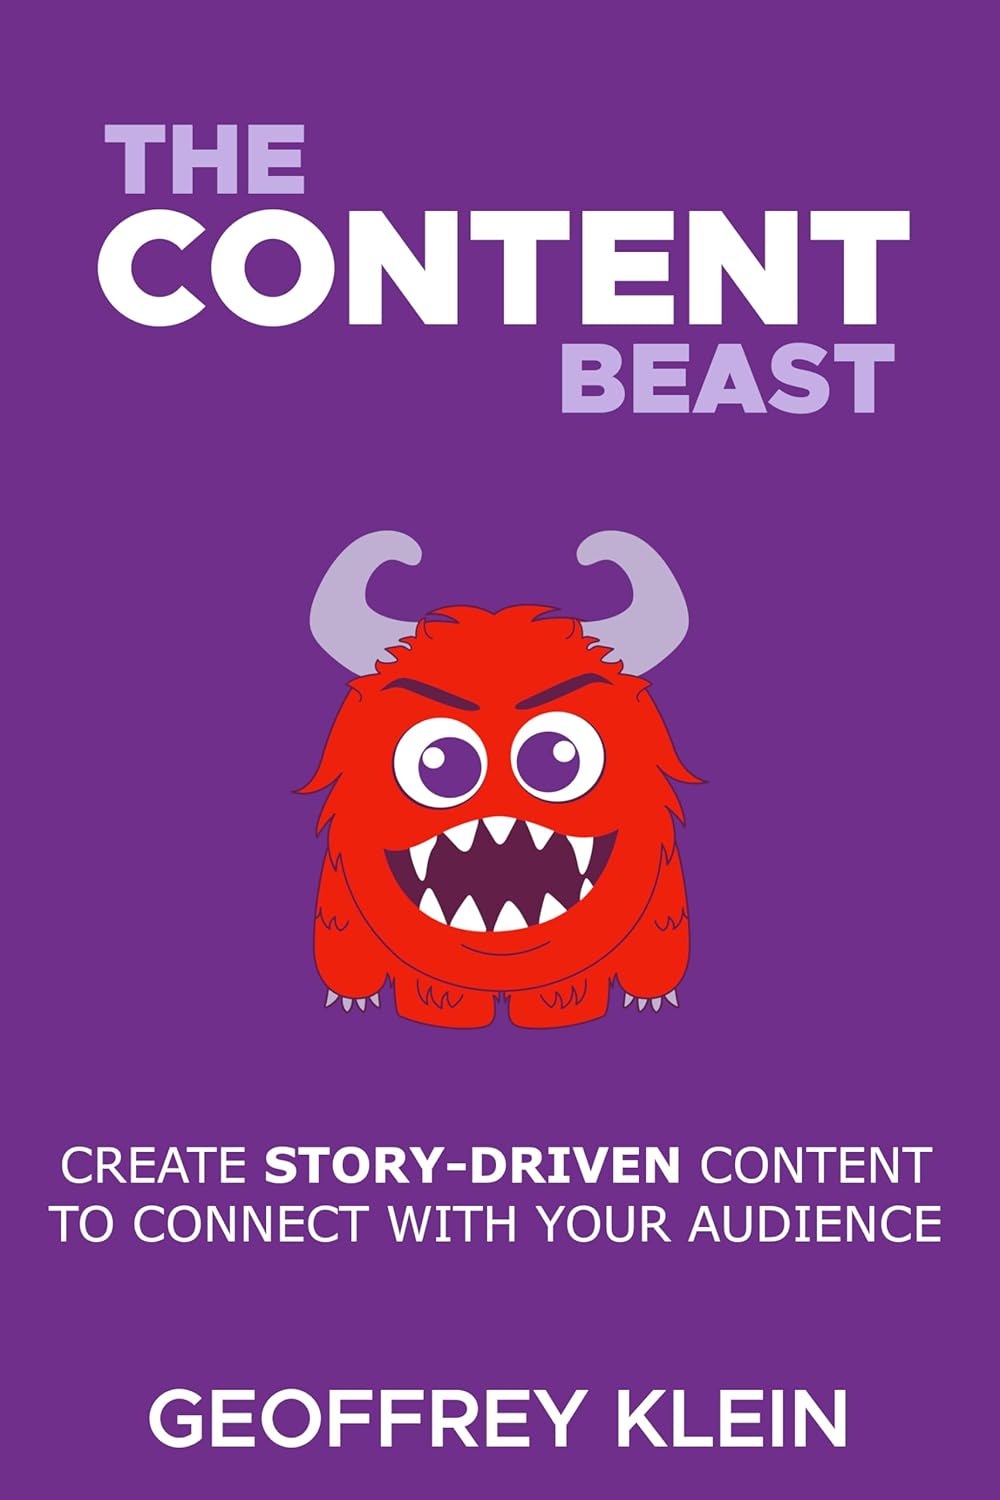 THE
CONTENT
BEAST
CREATE STORY-DRIVEN CONTENT
TO CONNECT WITH YOUR AUDIENCE
GEOFFREY KLEIN